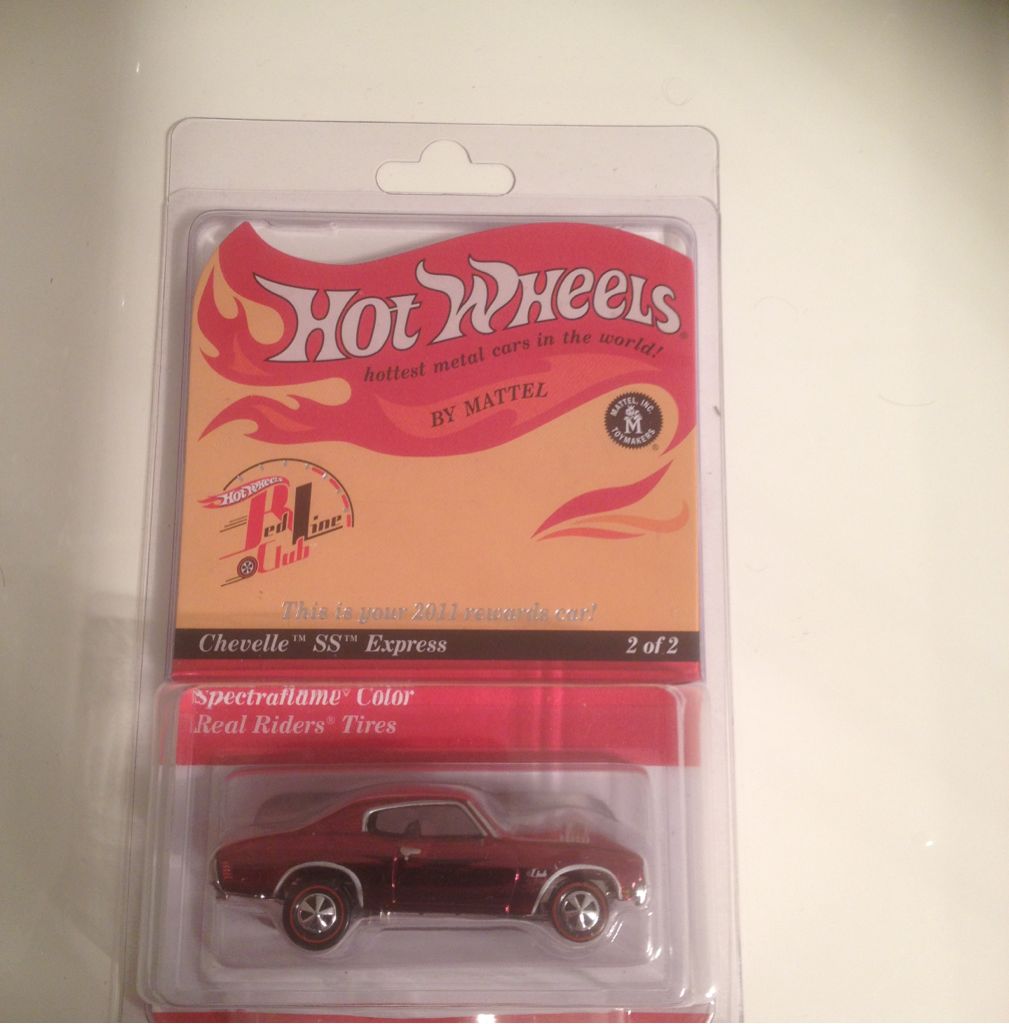 Hot Wheels®
hottest metal cars in the world!
BY MATTEL
MATTEL, INC.
M
TOYMAKERS
®
Hot Wheels
Red Line
Club
This is your 2011 rewards car!
Chevelle™ SS™ Express
2 of 2
Spectraflame® Color
Real Riders® Tires